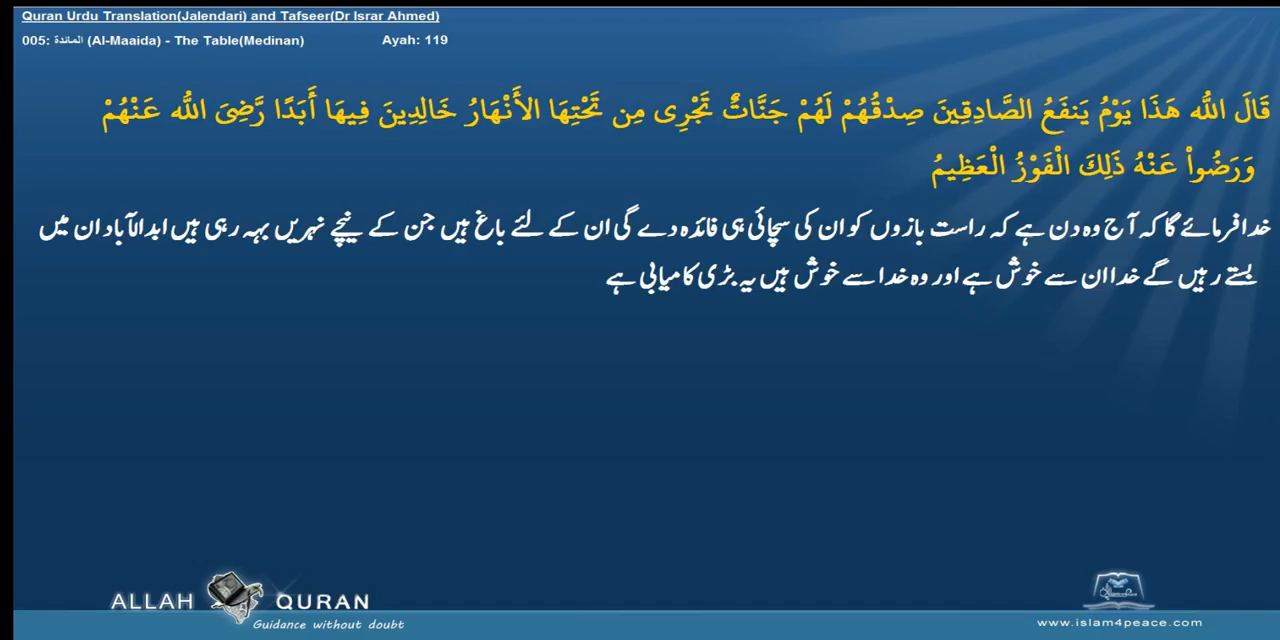 Quran Urdu Translation(Jalendari) and Tafseer(Dr Israr Ahmed)
005: المائدة (Al-Maaida) - The Table(Medinan) Ayah: 119
قَالَ اللّهُ هَذَا يَوْمُ يَنفَعُ الصَّادِقِينَ صِدْقُهُمْ لَهُمْ جَنَّاتٌ تَجْرِى مِن تَحْتِهَا الأَنْهَارُ خَالِدِينَ فِيهَا أَبَدًا رَّضِىَ اللّهُ عَنْهُمْ
وَرَضُواْ عَنْهُ ذَلِكَ الْفَوْزُ الْعَظِيمُ
خدا فرمائے گا کہ آج وہ دن ہے کہ راست بازوں کو ان کی سچائی ہی فائدہ دے گی ان کے لئے باغ ہیں جن کے نیچے نہریں بہہ رہی ہیں ابدالآباد ان میں
بستے رہیں گے خدا ان سے خوش ہے اور وہ خدا سے خوش ہیں یہ بڑی کامیابی ہے
ALLAH QURAN
Guidance without doubt
www.islam4peace.com